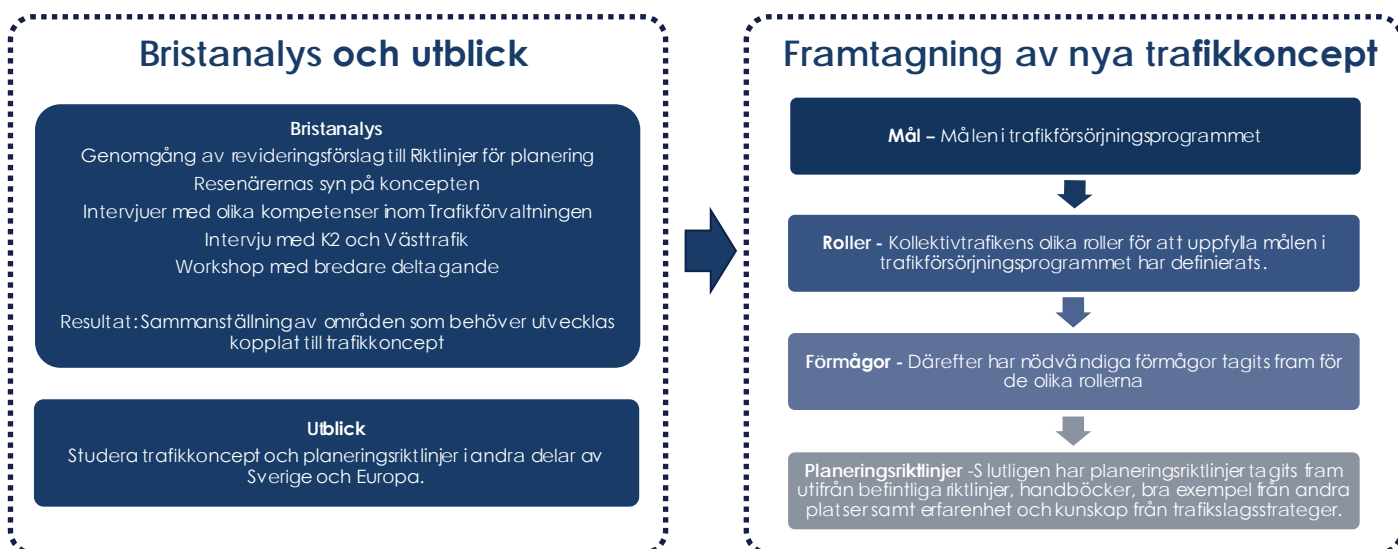 Bristanalys och utblick
Bristanalys
Genomgång av revideringsförslag till Riktlinjer för planering
Resenärernas syn på koncepten
Intervjuer med olika kompetenser inom Trafikförvaltningen
Intervju med K2 och Västtrafik
Workshop med bredare deltagande
Resultat: Sammanställning av områden som behöver utvecklas
kopplat till trafikkoncept
Utblick
Studera trafikkoncept och planeringsriktlinjer i andra delar av
Sverige och Europa.
Framtagning av nya trafikkoncept
Mål – Målen i trafikförsörjningsprogrammet
Roller - Kollektivtrafikens olika roller för att uppfylla målen i
trafikförsörjningsprogrammet har definierats.
Förmågor - Därefter har nödvändiga förmågor tagits fram för
de olika rollerna
Planeringsriktlinjer -Slutligen har planeringsriktlinjer tagits fram
utifrån befintliga riktlinjer, handböcker, bra exempel från andra
platser samt erfarenhet och kunskap från trafikslagsstrateger.